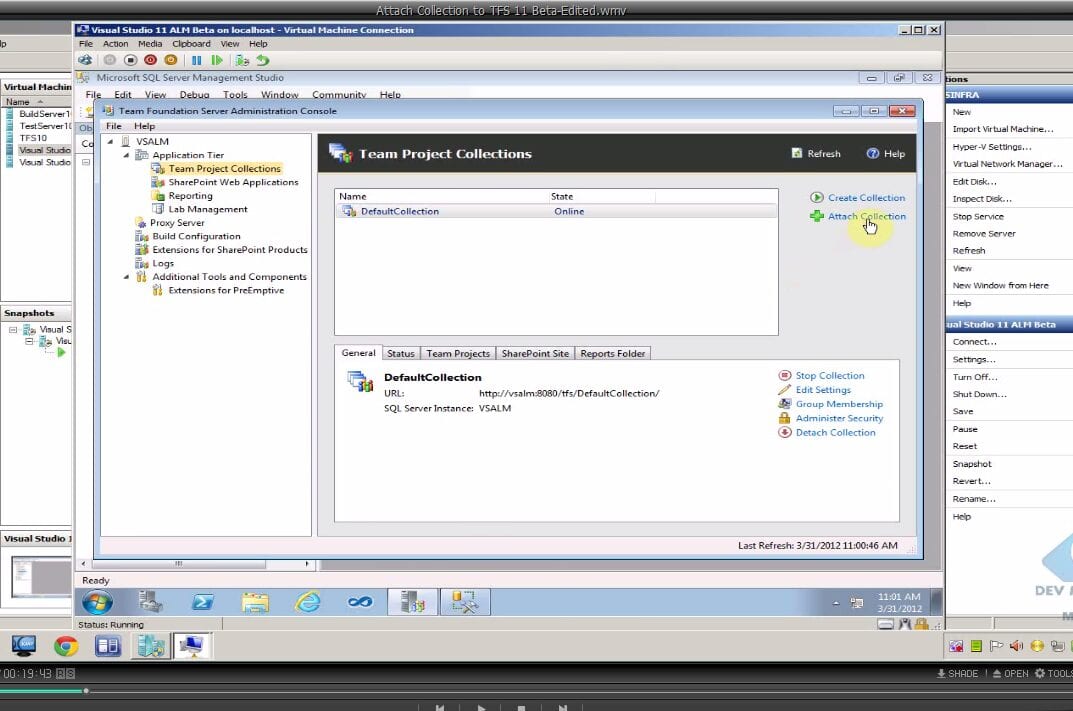 Attach Collection to TFS 11 Beta-Edited.wmv
Visual Studio 11 ALM Beta on localhost - Virtual Machine Connection
File Action Media Clipboard View Help
Microsoft SQL Server Management Studio
File Edit View Debug Tools Window Community Help
Team Foundation Server Administration Console
File Help
Virtual Machin
Name
BuildServer1
TestServer10
TFS10
Visual Studio
Visual Studio
VSALM
Application Tier
Team Project Collections
SharePoint Web Applications
Reporting
Lab Management
Proxy Server
Build Configuration
Extensions for SharePoint Products
Logs
Additional Tools and Components
Extensions for PreEmptive
Team Project Collections
Refresh Help
Name State
DefaultCollection Online
Create Collection
Attach Collection
General Status Team Projects SharePoint Site Reports Folder
DefaultCollection
URL: http://vsalm:8080/tfs/DefaultCollection/
SQL Server Instance: VSALM
Stop Collection
Edit Settings
Group Membership
Administer Security
Detach Collection
Last Refresh: 3/31/2012 11:00:46 AM
Snapshots
Visual S
Visu
Visual Studio 1
Ready
11:01 AM
3/31/2012
Status: Running
tions
SINFRA
New
Import Virtual Machine...
Hyper-V Settings...
Virtual Network Manager...
Edit Disk...
Inspect Disk...
Stop Service
Remove Server
Refresh
View
New Window from Here
Help
ual Studio 11 ALM Beta
Connect...
Settings...
Turn Off...
Shut Down...
Save
Pause
Reset
Snapshot
Revert...
Rename...
Help
DEV
00:19:43
SHADE OPEN TOOLS